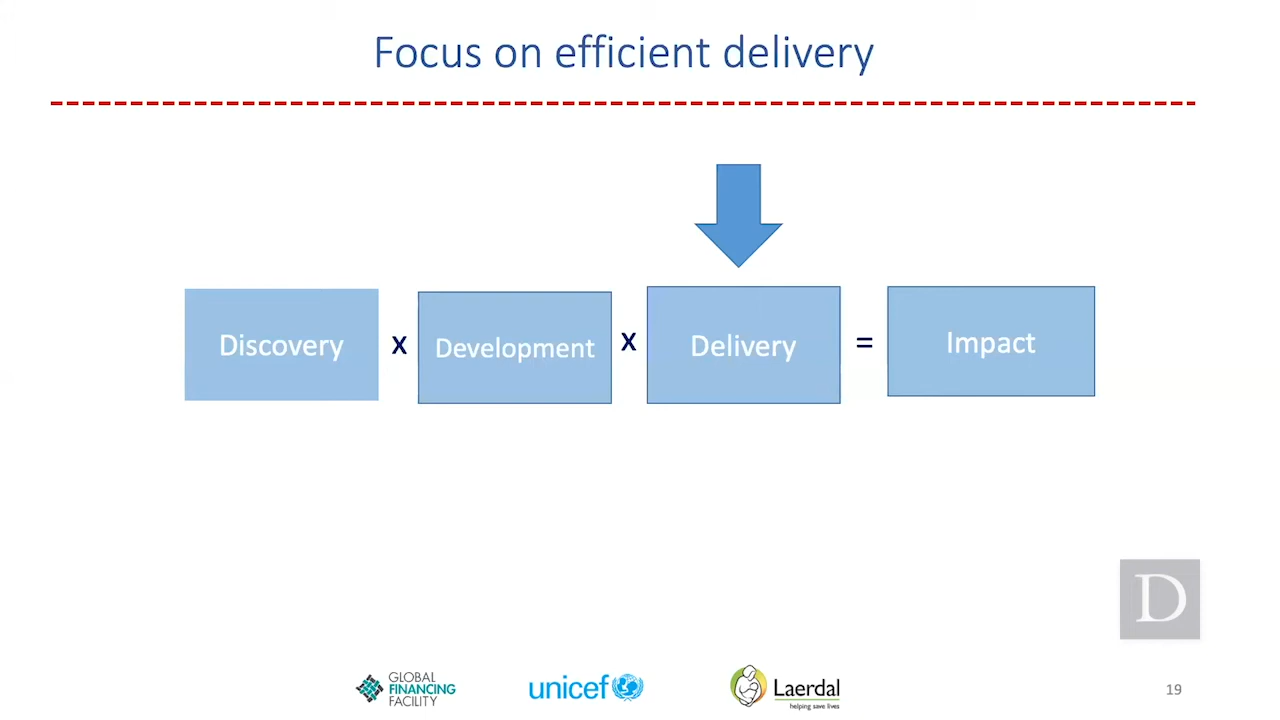 Focus on efficient delivery
Discovery x Development x Delivery = Impact
D
GLOBAL
FINANCING
FACILITY
unicef
Laerdal
helping save lives
19